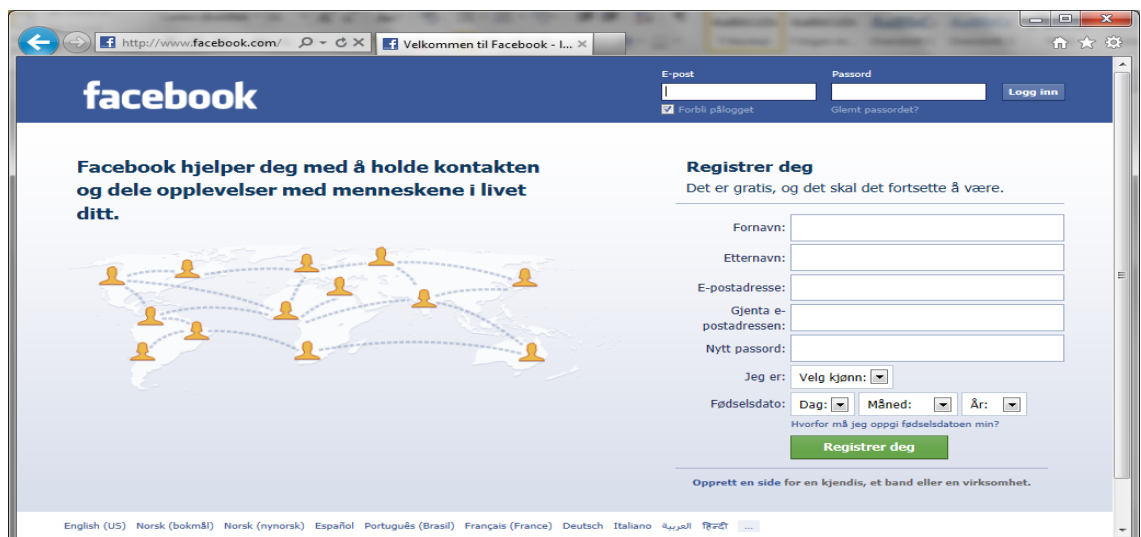 http://www.facebook.com/
Velkommen til Facebook - I...
facebook
E-post
Passord
Logg inn
Forbli pålogget
Glemt passordet?
Facebook hjelper deg med å holde kontakten
og dele opplevelser med menneskene i livet
ditt.
Registrer deg
Det er gratis, og det skal det fortsette å være.
Fornavn:
Etternavn:
E-postadresse:
Gjenta e-
postadressen:
Nytt passord:
Jeg er: Velg kjønn:
Fødselsdato: Dag: Måned: År:
Hvorfor må jeg oppgi fødselsdatoen min?
Registrer deg
Opprett en side for en kjendis, et band eller en virksomhet.
English (US) Norsk (bokmål) Norsk (nynorsk) Español Português (Brasil) Français (France) Deutsch Italiano العربية हिन्दी ...